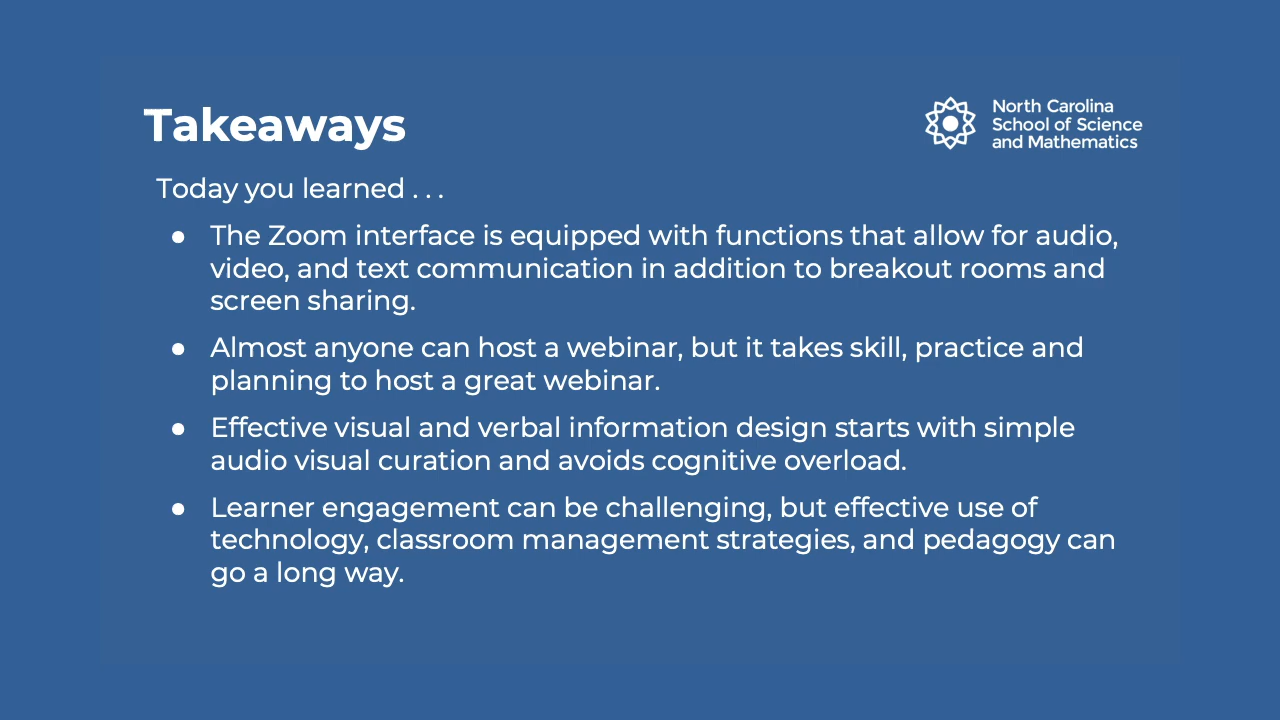 Takeaways
North Carolina
School of Science
and Mathematics
Today you learned . . .
● The Zoom interface is equipped with functions that allow for audio,
video, and text communication in addition to breakout rooms and
screen sharing.
● Almost anyone can host a webinar, but it takes skill, practice and
planning to host a great webinar.
● Effective visual and verbal information design starts with simple
audio visual curation and avoids cognitive overload.
● Learner engagement can be challenging, but effective use of
technology, classroom management strategies, and pedagogy can
go a long way.